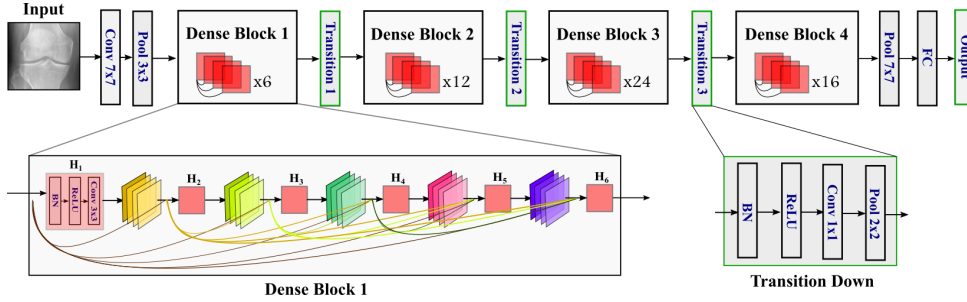 Input
Conv 7x7
Pool 3x3
Dense Block 1
x6
Transition 1
Dense Block 2
x12
Transition 2
Dense Block 3
x24
Transition 3
Dense Block 4
x16
Pool 7x7
FC
Output
H1
BN
ReLU
Conv 3x3
H2
H3
H4
H5
H6
Dense Block 1
BN
ReLU
Conv 1x1
Pool 2x2
Transition Down